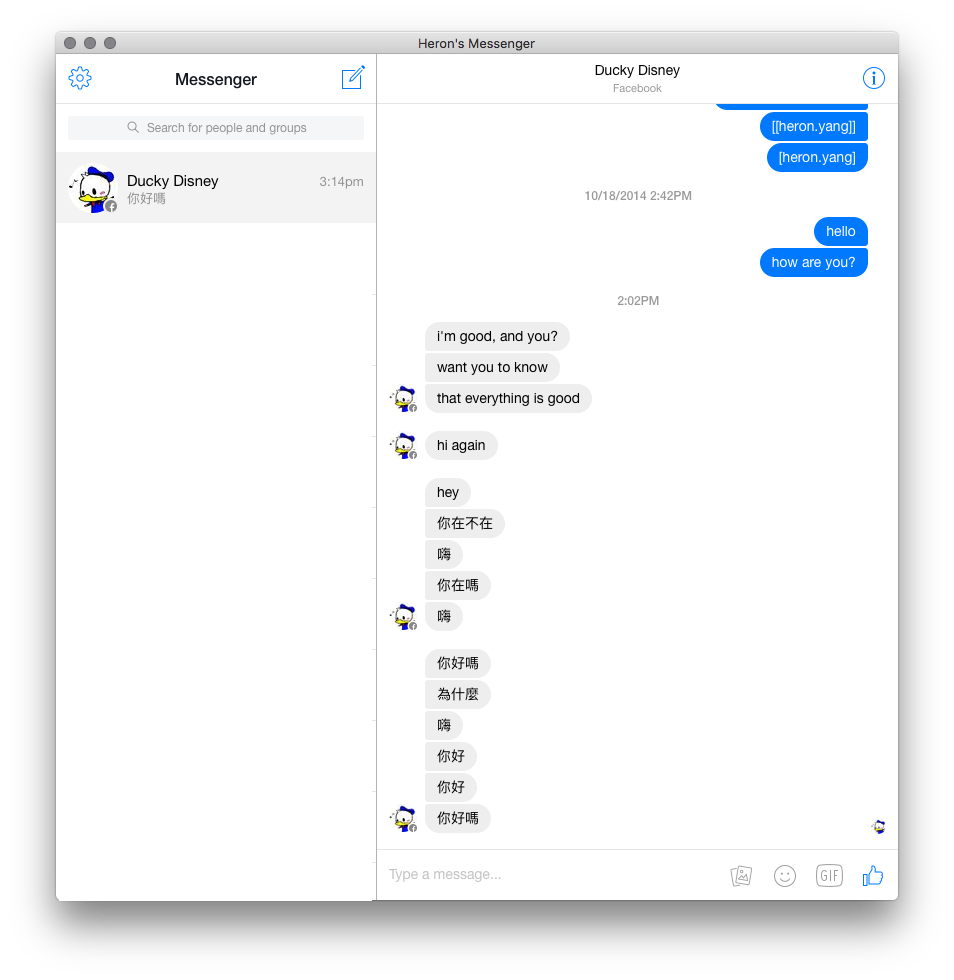 Heron's Messenger
Messenger
Search for people and groups
Ducky Disney
3:14pm
你好嗎
Ducky Disney
Facebook
[[heron.yang]]
[heron.yang]
10/18/2014 2:42PM
hello
how are you?
2:02PM
i'm good, and you?
want you to know
that everything is good
hi again
hey
你在不在
嗨
你在嗎
嗨
你好嗎
為什麼
嗨
你好
你好
你好嗎
Type a message...
GIF